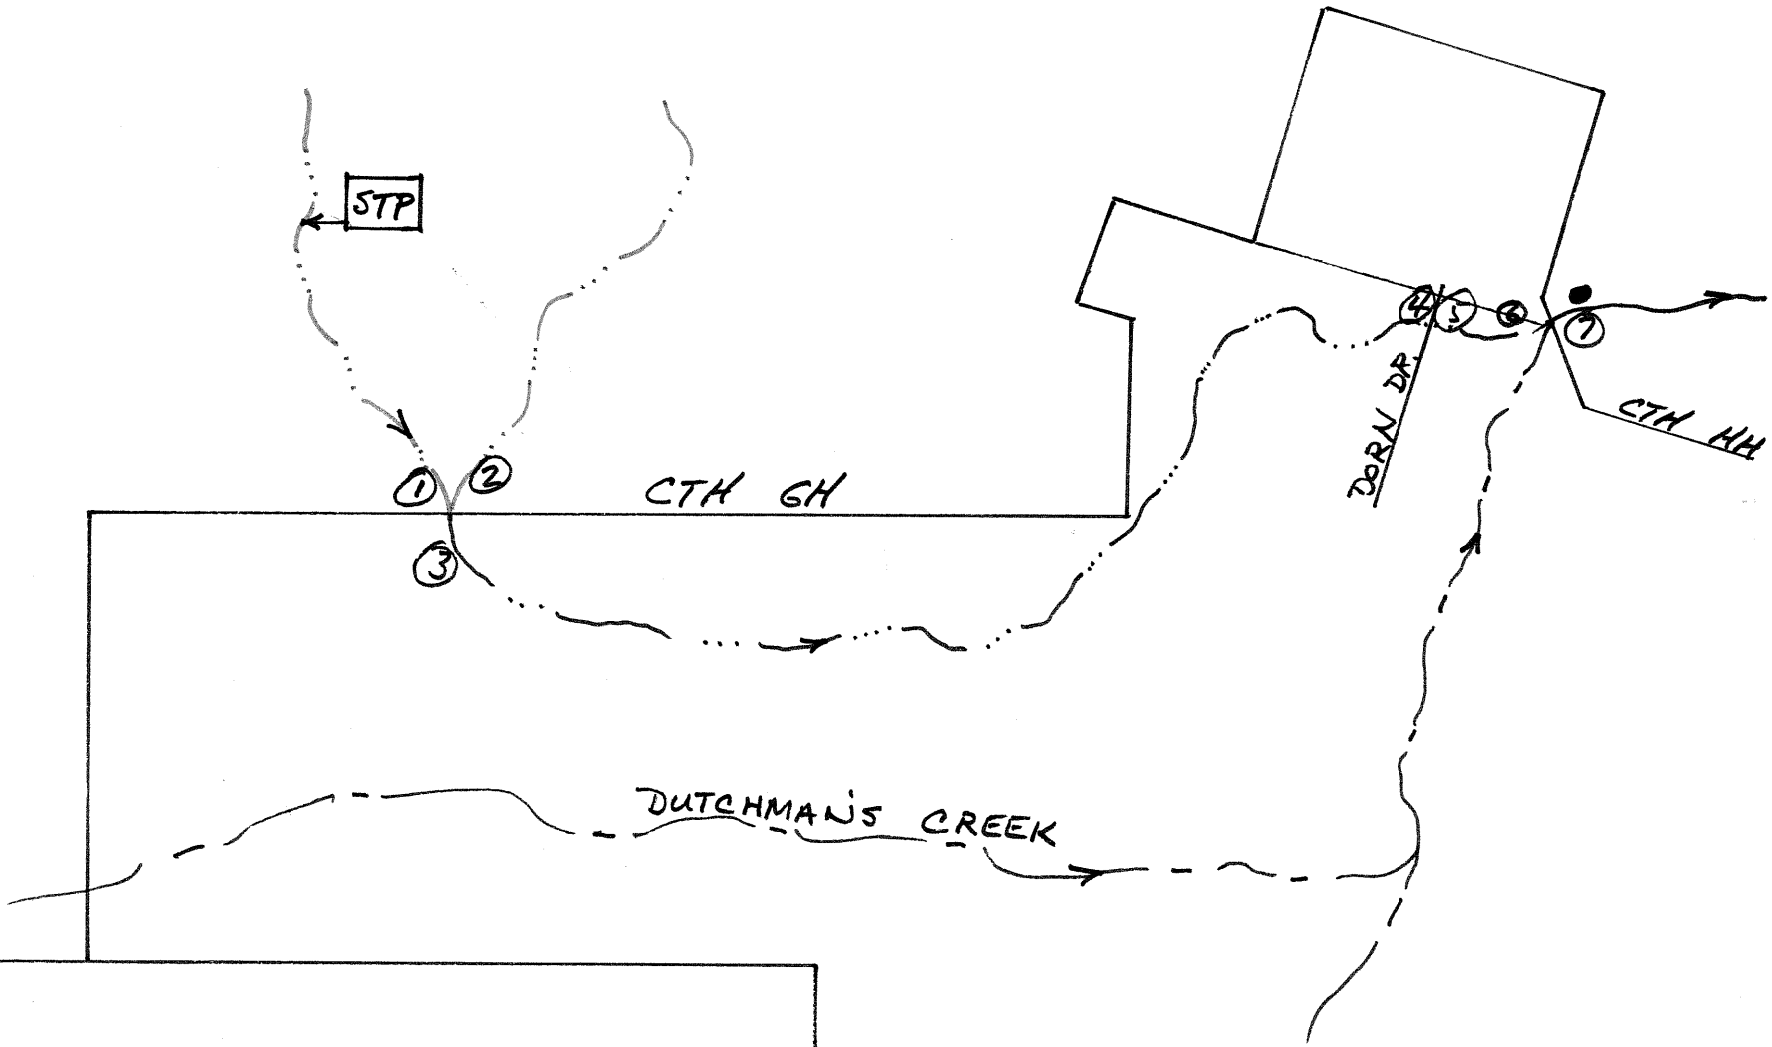 STP
④ ⑤ ⑥ ⑦
DORN DR.
CTH HH
① ②
CTH GH
③
DUTCHMAN'S CREEK